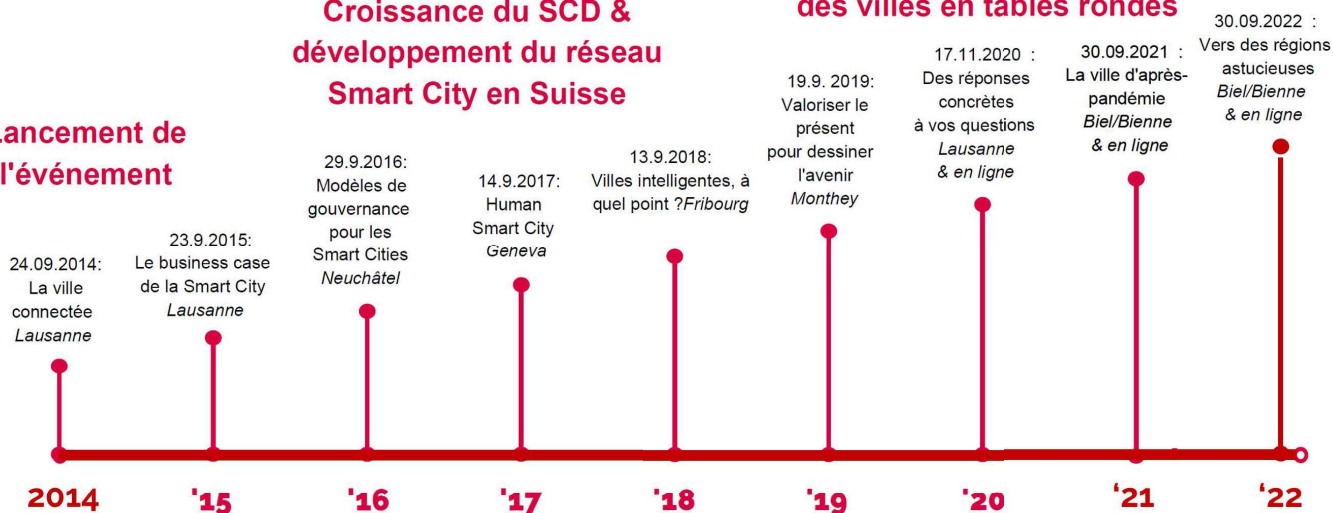 Croissance du SCD &
développement du réseau
Smart City en Suisse
des villes en tables rondes
Lancement de
l'événement
24.09.2014:
La ville
connectée
Lausanne
23.9.2015:
Le business case
de la Smart City
Lausanne
29.9.2016:
Modèles de
gouvernance
pour les
Smart Cities
Neuchâtel
14.9.2017:
Human
Smart City
Geneva
13.9.2018:
Villes intelligentes, à
quel point ?Fribourg
19.9. 2019:
Valoriser le
présent
pour dessiner
l'avenir
Monthey
17.11.2020 :
Des réponses
concrètes
à vos questions
Lausanne
& en ligne
30.09.2021 :
La ville d'après-
pandémie
Biel/Bienne
& en ligne
30.09.2022 :
Vers des régions
astucieuses
Biel/Bienne
& en ligne
2014
'15
'16
'17
'18
'19
'20
‘21
‘22